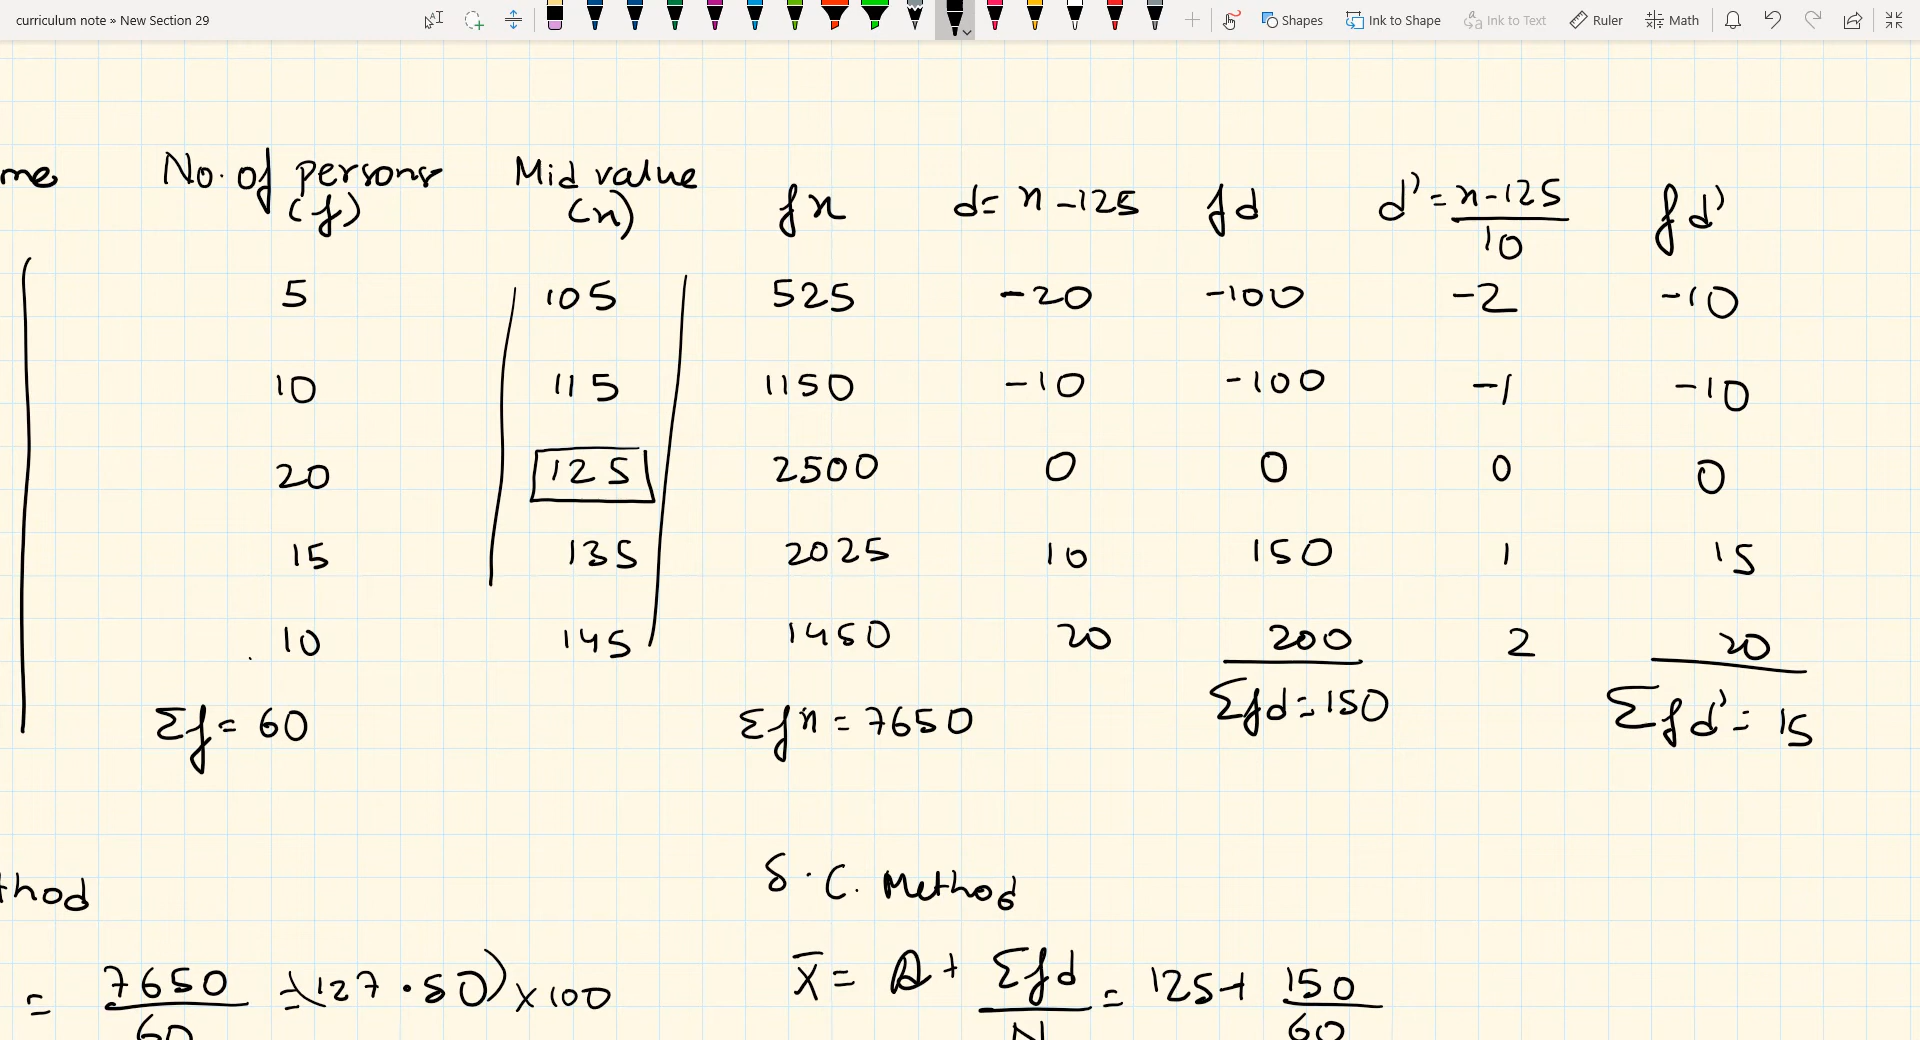 curriculum note » New Section 29
Shapes Ink to Shape Ink to Text Ruler Math
me No. of persons (f) Mid value (x) fx d = x - 125 fd d' = x - 125 / 10 fd'
5 105 525 -20 -100 -2 -10
10 115 1150 -10 -100 -1 -10
20 125 2500 0 0 0 0
15 135 2025 10 150 1 15
10 145 1450 20 200 2 20
Σf = 60 Σfx = 7650 Σfd = 150 Σfd' = 15
thod S.C. Method
= 7650 / 60 = (127.50) × 100 X̄ = A + Σfd / N = 125 + 150 / 60